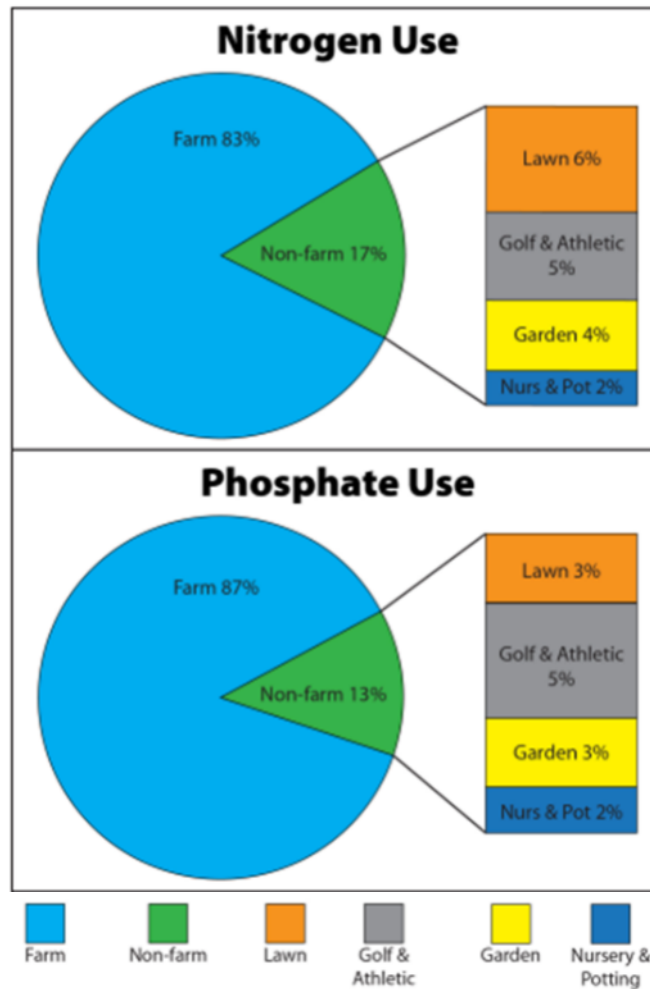 Nitrogen Use
Farm 83%
Non-farm 17%
Lawn 6%
Golf & Athletic
5%
Garden 4%
Nurs & Pot 2%
Phosphate Use
Farm 87%
Non-farm 13%
Lawn 3%
Golf & Athletic
5%
Garden 3%
Nurs & Pot 2%
Farm
Non-farm
Lawn
Golf &
Athletic
Garden
Nursery &
Potting